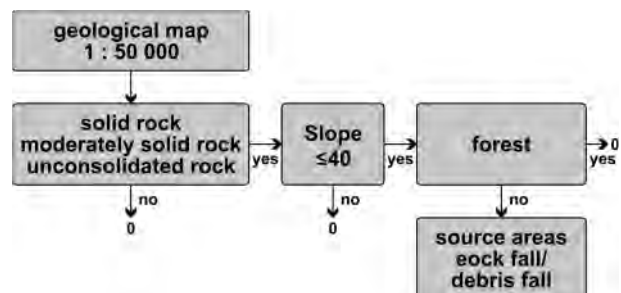 geological map
1 : 50 000
solid rock
moderately solid rock
unconsolidated rock
yes
no
0
Slope
≤40
yes
no
0
forest
0
yes
no
source areas
eock fall/
debris fall